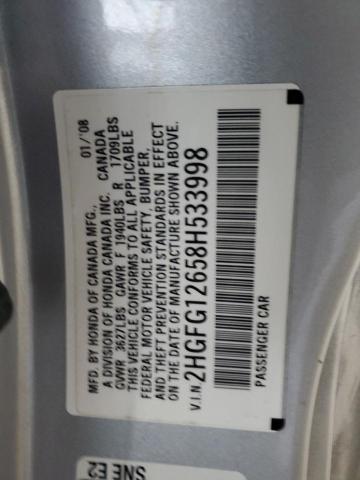 MFD. BY HONDA OF CANADA MFG., 01/'08
A DIVISION OF HONDA CANADA INC. CANADA
GVWR 3627LBS GAWR F 1940LBS R 1709LBS
THIS VEHICLE CONFORMS TO ALL APPLICABLE
FEDERAL MOTOR VEHICLE SAFETY, BUMPER,
AND THEFT PREVENTION STANDARDS IN EFFECT
ON THE DATE OF MANUFACTURE SHOWN ABOVE.
V.I.N 2HGFG12658H533998
PASSENGER CAR
SNE E2